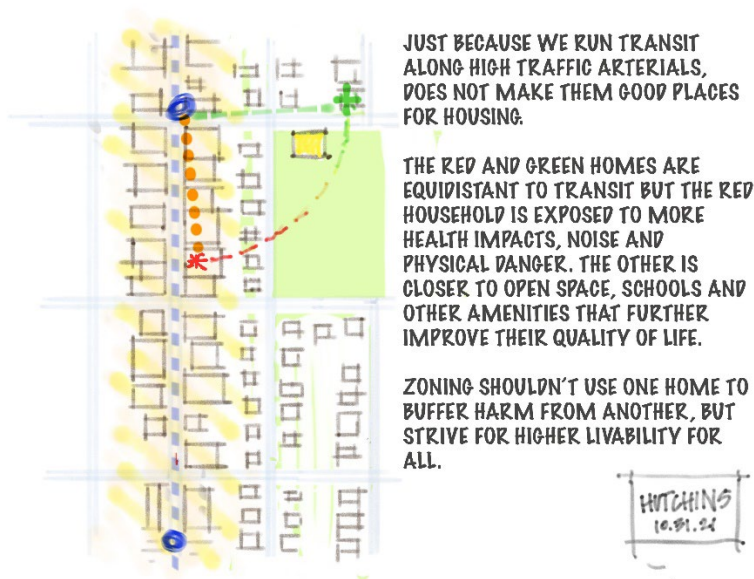 JUST BECAUSE WE RUN TRANSIT
ALONG HIGH TRAFFIC ARTERIALS,
DOES NOT MAKE THEM GOOD PLACES
FOR HOUSING.
THE RED AND GREEN HOMES ARE
EQUIDISTANT TO TRANSIT BUT THE RED
HOUSEHOLD IS EXPOSED TO MORE
HEALTH IMPACTS, NOISE AND
PHYSICAL DANGER. THE OTHER IS
CLOSER TO OPEN SPACE, SCHOOLS AND
OTHER AMENITIES THAT FURTHER
IMPROVE THEIR QUALITY OF LIFE.
ZONING SHOULDN'T USE ONE HOME TO
BUFFER HARM FROM ANOTHER, BUT
STRIVE FOR HIGHER LIVABILITY FOR
ALL.
HUTCHINS